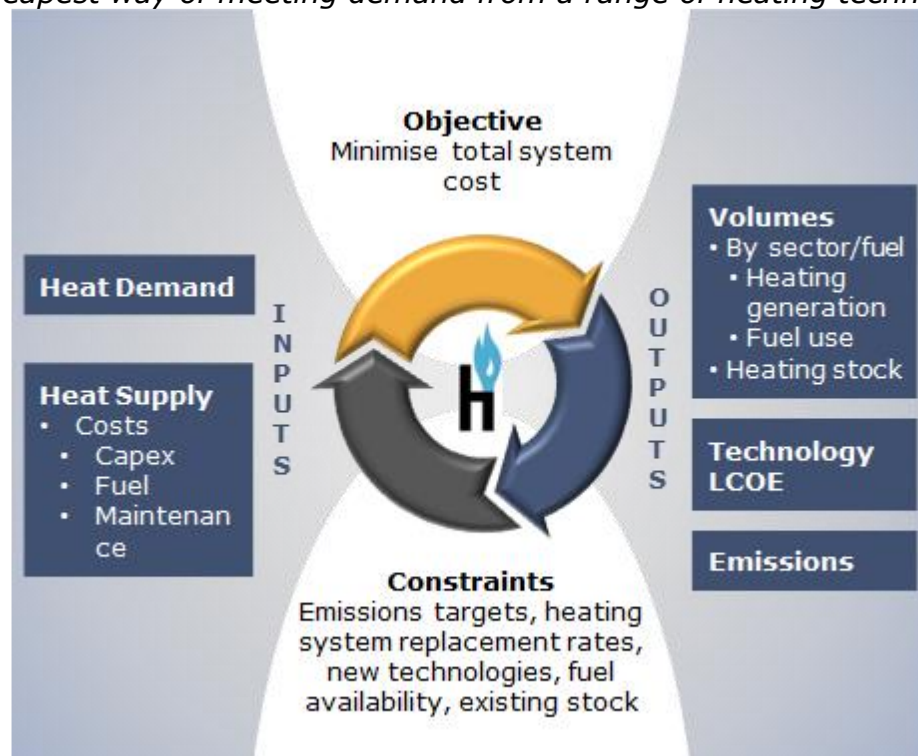 way of meeting demand from a range of heating
Objective
Minimise total system
cost
Heat Demand
INPUTS
Heat Supply
• Costs
• Capex
• Fuel
• Maintenan
ce
OUTPUTS
Volumes
• By sector/fuel
• Heating
generation
• Fuel use
• Heating stock
Technology
LCOE
Emissions
h
Constraints
Emissions targets, heating
system replacement rates,
new technologies, fuel
availability, existing stock